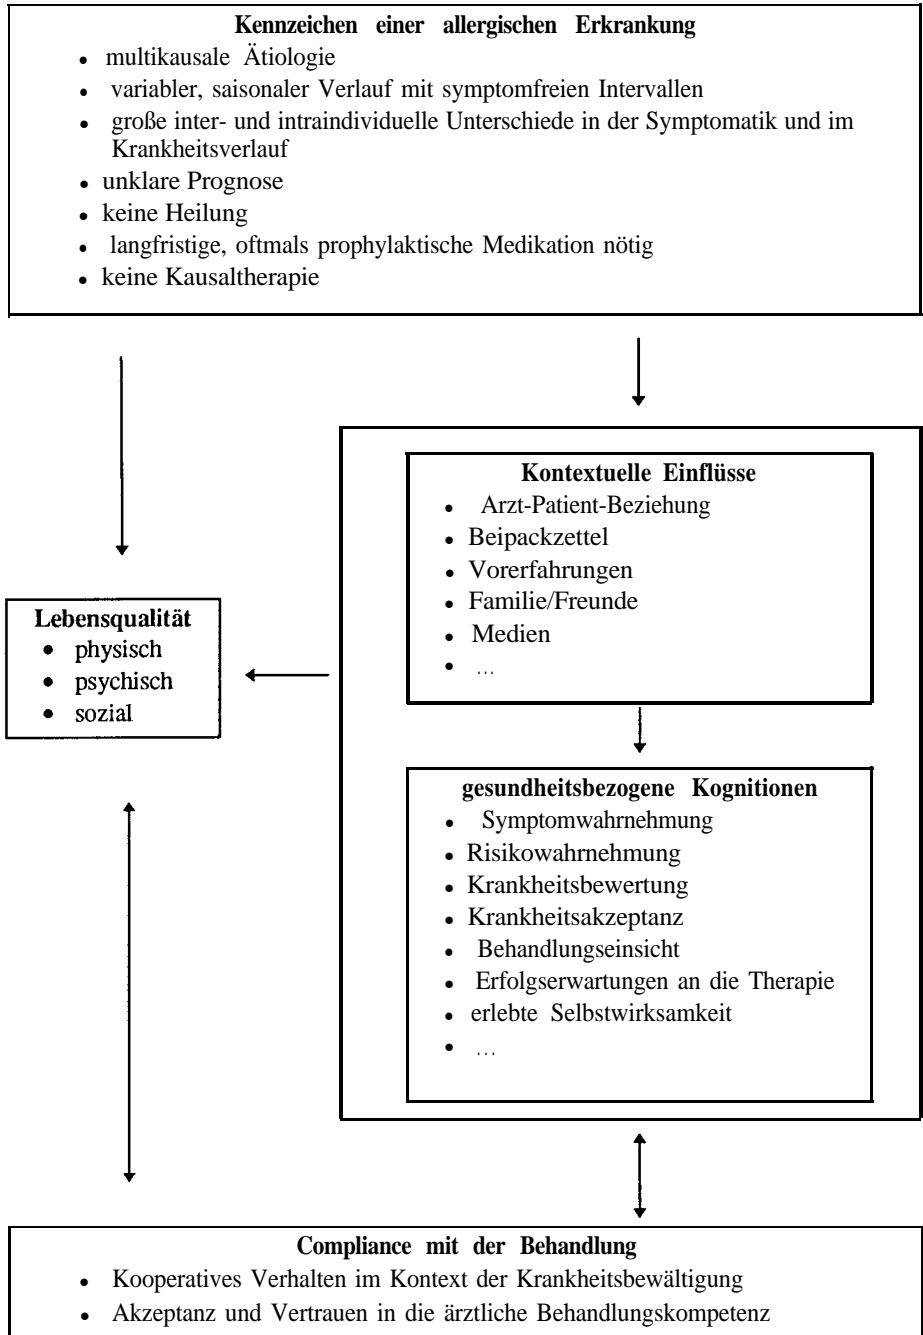 Kennzeichen einer allergischen Erkrankung
• multikausale Ätiologie
• variabler, saisonaler Verlauf mit symptomfreien Intervallen
• große inter- und intraindividuelle Unterschiede in der Symptomatik und im
Krankheitsverlauf
• unklare Prognose
• keine Heilung
• langfristige, oftmals prophylaktische Medikation nötig
• keine Kausaltherapie
Kontextuelle Einflüsse
• Arzt-Patient-Beziehung
• Beipackzettel
• Vorerfahrungen
• Familie/Freunde
• Medien
• ...
Lebensqualität
• physisch
• psychisch
• sozial
gesundheitsbezogene Kognitionen
• Symptomwahrnehmung
• Risikowahrnehmung
• Krankheitsbewertung
• Krankheitsakzeptanz
• Behandlungseinsicht
• Erfolgserwartungen an die Therapie
• erlebte Selbstwirksamkeit
• ...
Compliance mit der Behandlung
• Kooperatives Verhalten im Kontext der Krankheitsbewältigung
• Akzeptanz und Vertrauen in die ärztliche Behandlungskompetenz